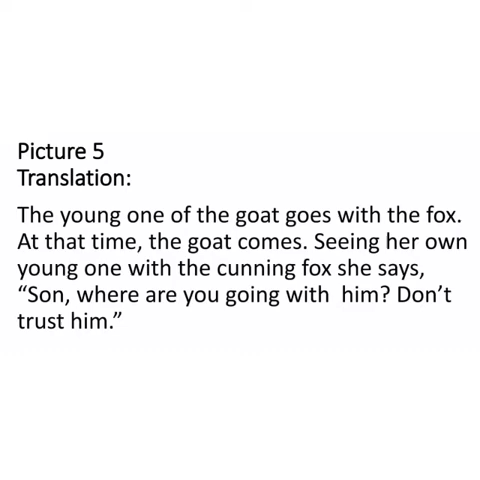 Picture 5
Translation:
The young one of the goat goes with the fox.
At that time, the goat comes. Seeing her own
young one with the cunning fox she says,
“Son, where are you going with  him? Don’t
trust him.”